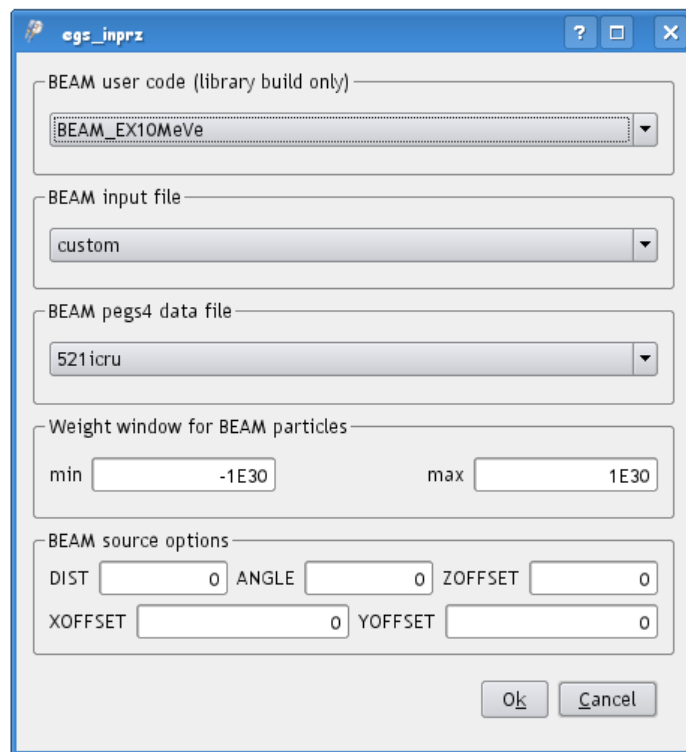 egs_inprz ?
BEAM user code (library build only)
BEAM_EX10MeVe
BEAM input file
custom
BEAM pegs4 data file
521icru
Weight window for BEAM particles
min -1E30 max 1E30
BEAM source options
DIST 0 ANGLE 0 ZOFFSET 0
XOFFSET 0 YOFFSET 0
Ok Cancel